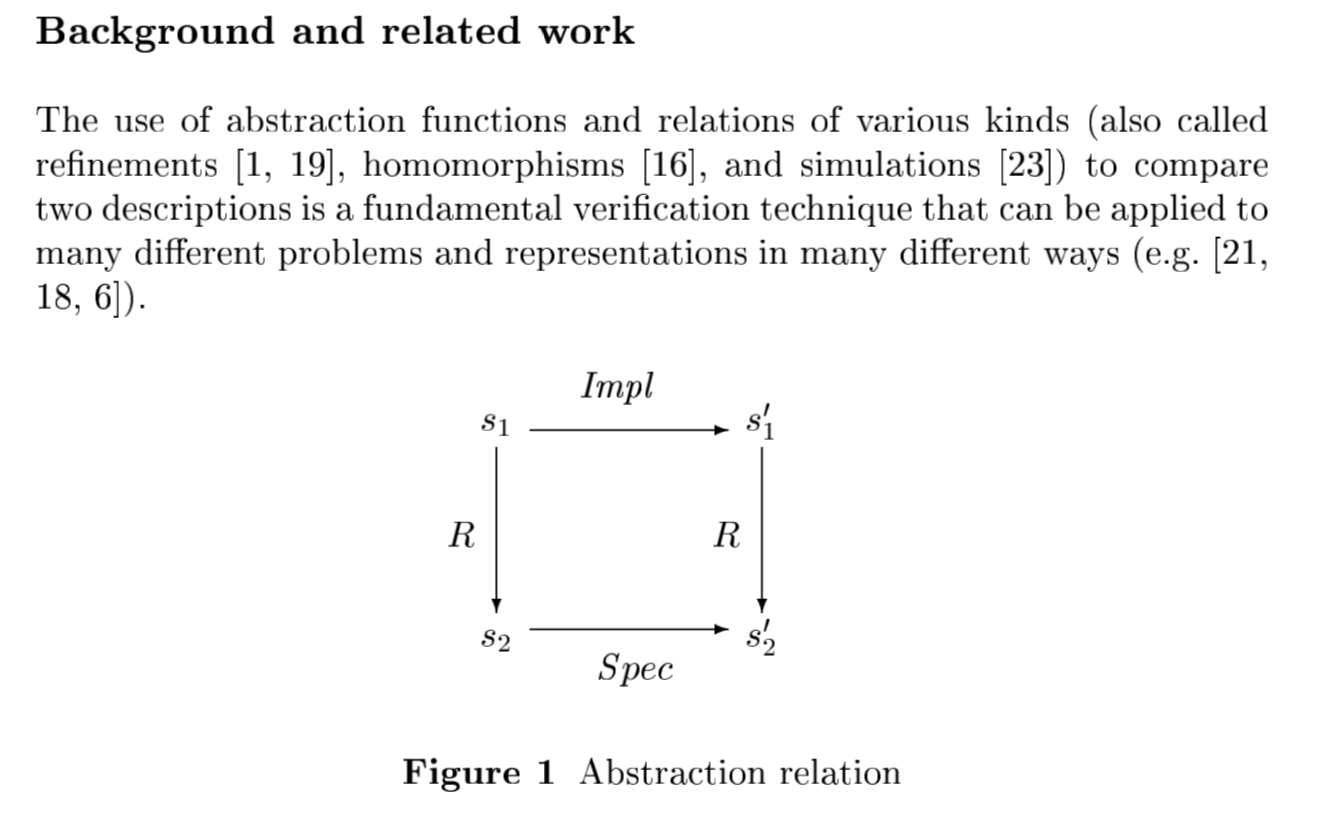 Background and related work
The use of abstraction functions and relations of various kinds (also called
refinements [1, 19], homomorphisms [16], and simulations [23]) to compare
two descriptions is a fundamental verification technique that can be applied to
many different problems and representations in many different ways (e.g. [21,
18, 6]).
Impl
s₁ s′₁
R R
s₂ s′₂
Spec
Figure 1 Abstraction relation